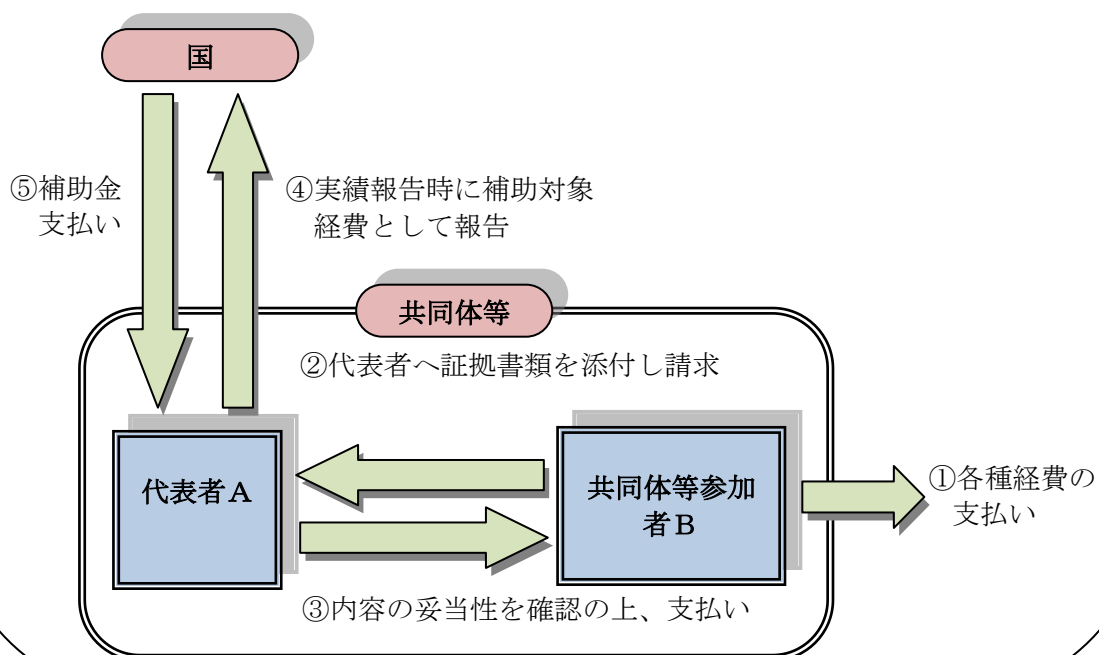 国
⑤補助金
支払い
④実績報告時に補助対象
経費として報告
共同体等
②代表者へ証拠書類を添付し請求
代表者A
共同体等参加
者B
①各種経費の
支払い
③内容の妥当性を確認の上、支払い